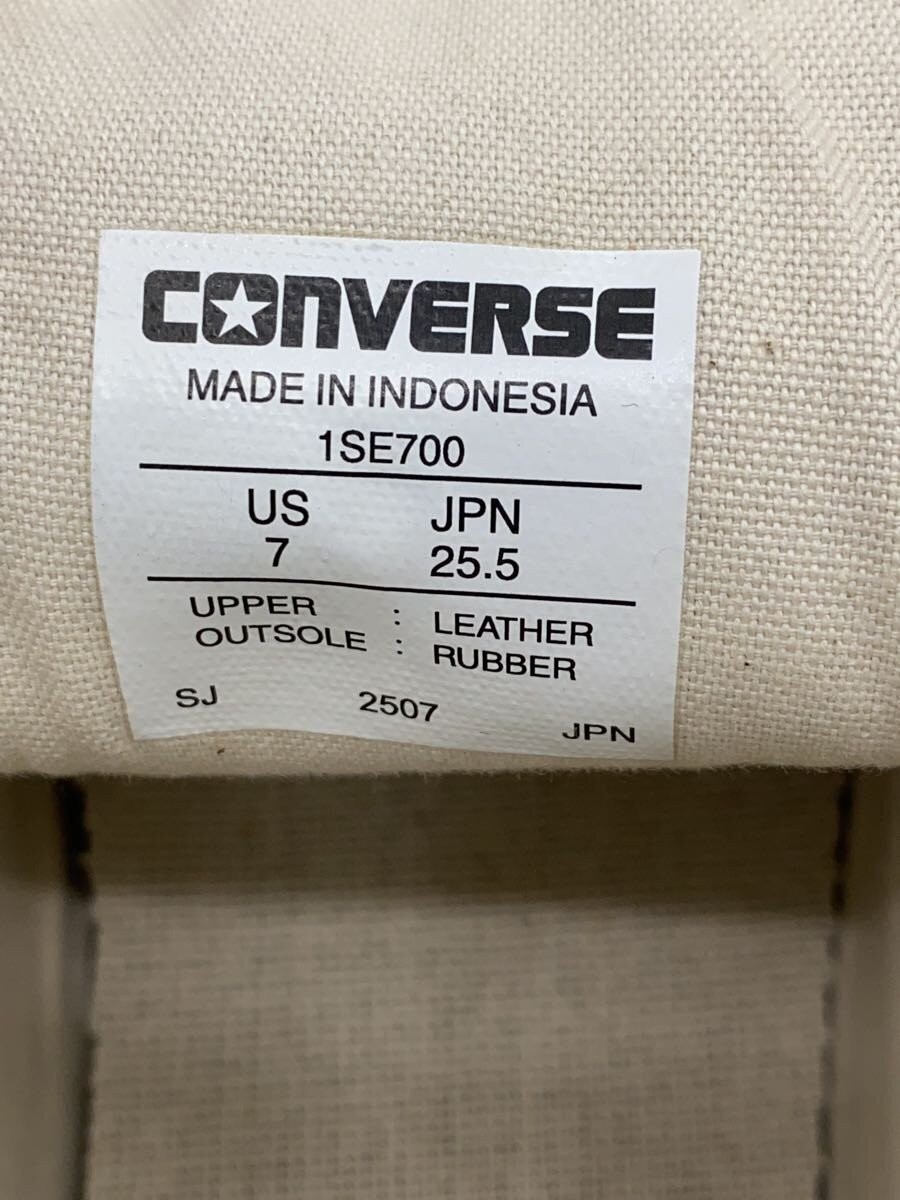 CONVERSE
MADE IN INDONESIA
1SE700
US JPN
7 25.5
UPPER : LEATHER
OUTSOLE : RUBBER
SJ 2507 JPN